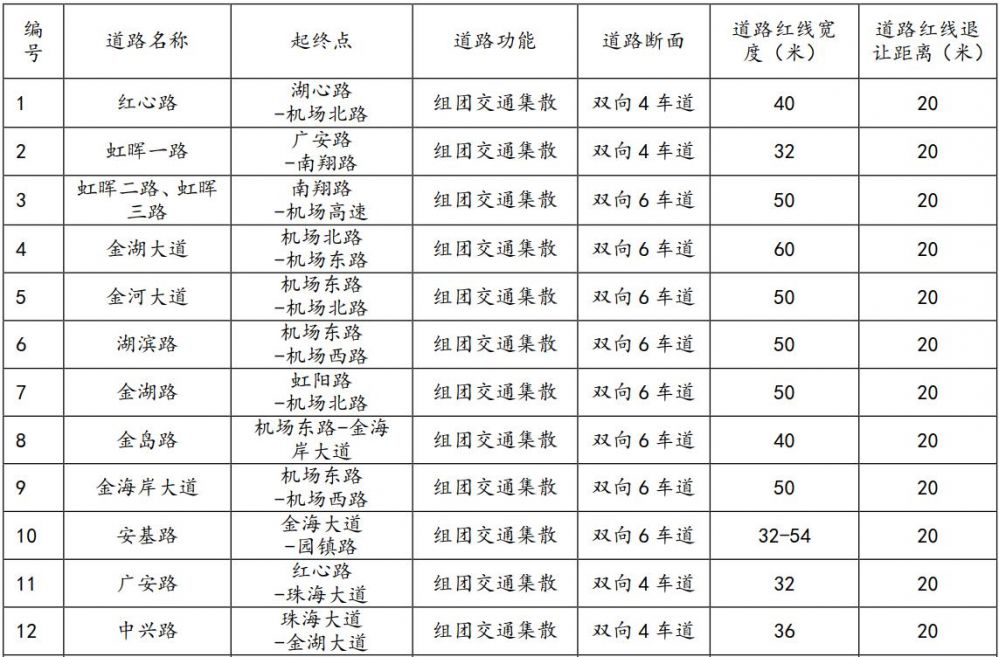 编号 道路名称 起终点 道路功能 道路断面 道路红线宽度（米） 道路红线退让距离（米）
1 红心路 湖心路-机场北路 组团交通集散 双向4车道 40 20
2 虹晖一路 广安路-南翔路 组团交通集散 双向4车道 32 20
3 虹晖二路、虹晖三路 南翔路-机场高速 组团交通集散 双向6车道 50 20
4 金湖大道 机场北路-机场东路 组团交通集散 双向6车道 60 20
5 金河大道 机场东路-机场北路 组团交通集散 双向6车道 50 20
6 湖滨路 机场东路-机场西路 组团交通集散 双向6车道 50 20
7 金湖路 虹阳路-机场北路 组团交通集散 双向6车道 50 20
8 金岛路 机场东路-金海岸大道 组团交通集散 双向6车道 40 20
9 金海岸大道 机场东路-机场西路 组团交通集散 双向6车道 50 20
10 安基路 金海大道-园镇路 组团交通集散 双向6车道 32-54 20
11 广安路 红心路-珠海大道 组团交通集散 双向4车道 32 20
12 中兴路 珠海大道-金湖大道 组团交通集散 双向4车道 36 20